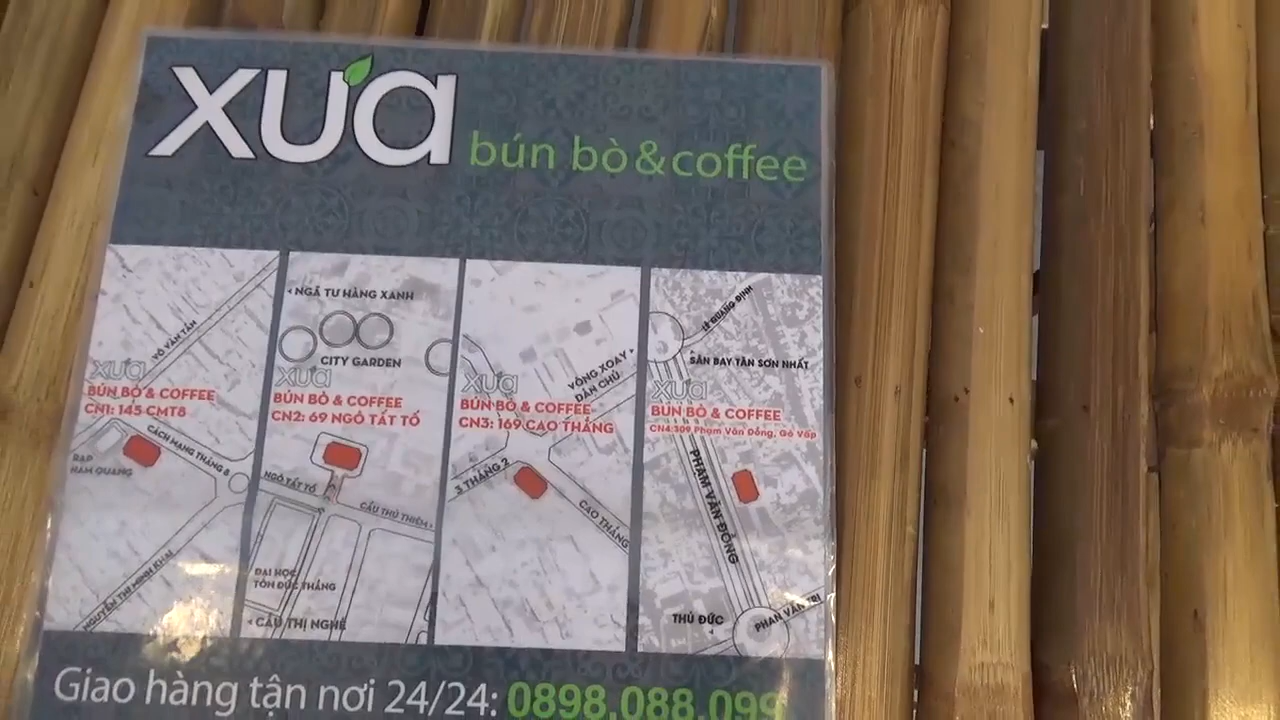 xưa
bún bò & coffee
VÕ VĂN TẦN
xưa
BÚN BÒ & COFFEE
CN1: 145 CMT8
CÁCH MẠNG THÁNG 8
RẠP
NAM QUANG
NGUYỄN THỊ MINH KHAI
NGÃ TƯ HÀNG XANH
CITY GARDEN
xưa
BÚN BÒ & COFFEE
CN2: 69 NGÔ TẤT TỐ
NGÔ TẤT TỐ
CẦU THỦ THIÊM
ĐẠI HỌC
TÔN ĐỨC THẮNG
CẦU THỊ NGHÈ
VÒNG XOAY
DÂN CHỦ
xưa
BÚN BÒ & COFFEE
CN3: 169 CAO THẮNG
3 THÁNG 2
CAO THẮNG
LÊ QUANG ĐỊNH
SÂN BAY TÂN SƠN NHẤT
xưa
BÚN BÒ & COFFEE
CN4: 309 Phạm Văn Đồng, Gò Vấp
PHẠM VĂN ĐỒNG
THỦ ĐỨC
PHAN VĂN TRỊ
Giao hàng tận nơi 24/24: 0898.088.099